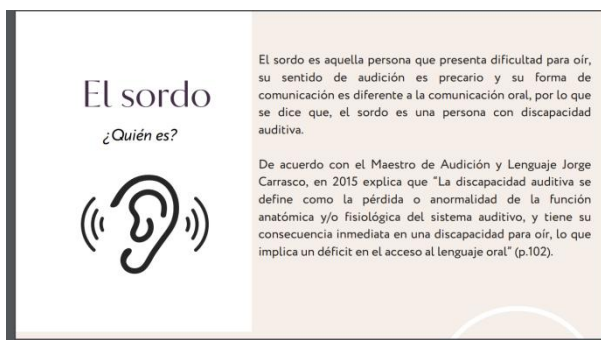 El sordo
¿Quién es?
El sordo es aquella persona que presenta dificultad para oír,
su sentido de audición es precario y su forma de
comunicación es diferente a la comunicación oral, por lo que
se dice que, el sordo es una persona con discapacidad
auditiva.
De acuerdo con el Maestro de Audición y Lenguaje Jorge
Carrasco, en 2015 explica que “La discapacidad auditiva se
define como la pérdida o anormalidad de la función
anatómica y/o fisiológica del sistema auditivo, y tiene su
consecuencia inmediata en una discapacidad para oír, lo que
implica un déficit en el acceso al lenguaje oral” (p.102).